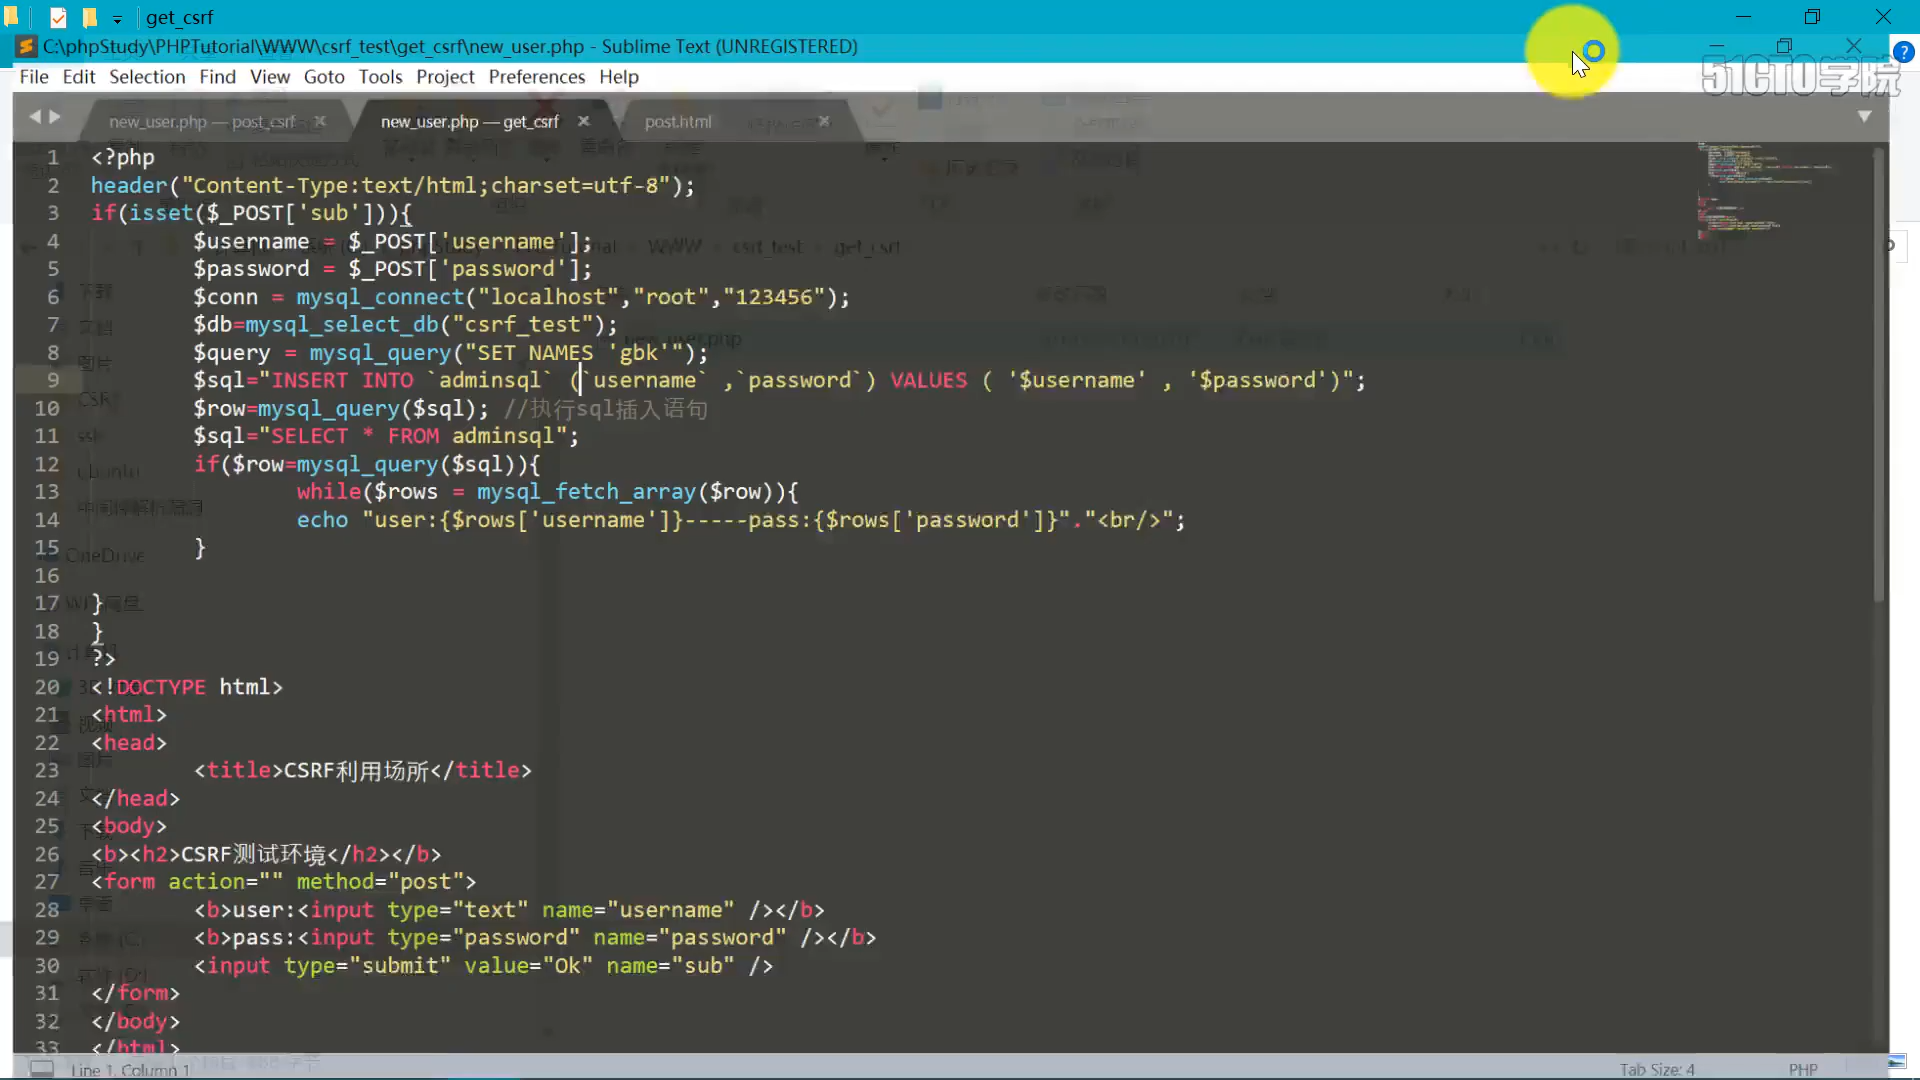 get_csrf
C:\phpStudy\PHPTutorial\WWW\csrf_test\get_csrf\new_user.php - Sublime Text (UNREGISTERED)
51CTO学院
File Edit Selection Find View Goto Tools Project Preferences Help
new_user.php — post_csrf
new_user.php — get_csrf
post.html
1 <?php
2 header("Content-Type:text/html;charset=utf-8");
3 if(isset($_POST['sub'])){
4 $username = $_POST['username'];
5 $password = $_POST['password'];
6 $conn = mysql_connect("localhost","root","123456");
7 $db=mysql_select_db("csrf_test");
8 $query = mysql_query("SET NAMES 'gbk'");
9 $sql="INSERT INTO `adminsql` (`username` ,`password`) VALUES ( '$username' , '$password')";
10 $row=mysql_query($sql); //执行sql插入语句
11 $sql="SELECT * FROM adminsql";
12 if($row=mysql_query($sql)){
13 while($rows = mysql_fetch_array($row)){
14 echo "user:{$rows['username']}-----pass:{$rows['password']}"."<br/>";
15 }
16
17 }
18 }
19 ?>
20 <!DOCTYPE html>
21 <html>
22 <head>
23 <title>CSRF利用场所</title>
24 </head>
25 <body>
26 <b><h2>CSRF测试环境</h2></b>
27 <form action="" method="post">
28 <b>user:<input type="text" name="username" /></b>
29 <b>pass:<input type="password" name="password" /></b>
30 <input type="submit" value="Ok" name="sub" />
31 </form>
32 </body>
33 </html>
Line 1, Column 1
Tab Size: 4
PHP